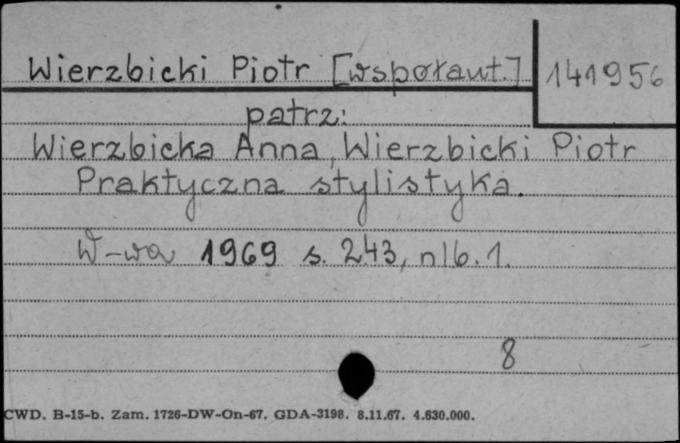 Wierzbicki Piotr [współaut.] 141956
patrz:
Wierzbicka Anna, Wierzbicki Piotr
Praktyczna stylistyka.
W-wa 1969 s. 243, nlb. 1.
8
CWD. B-15-b. Zam. 1726-DW-On-67. GDA-3198. 8.11.67. 4.630.000.